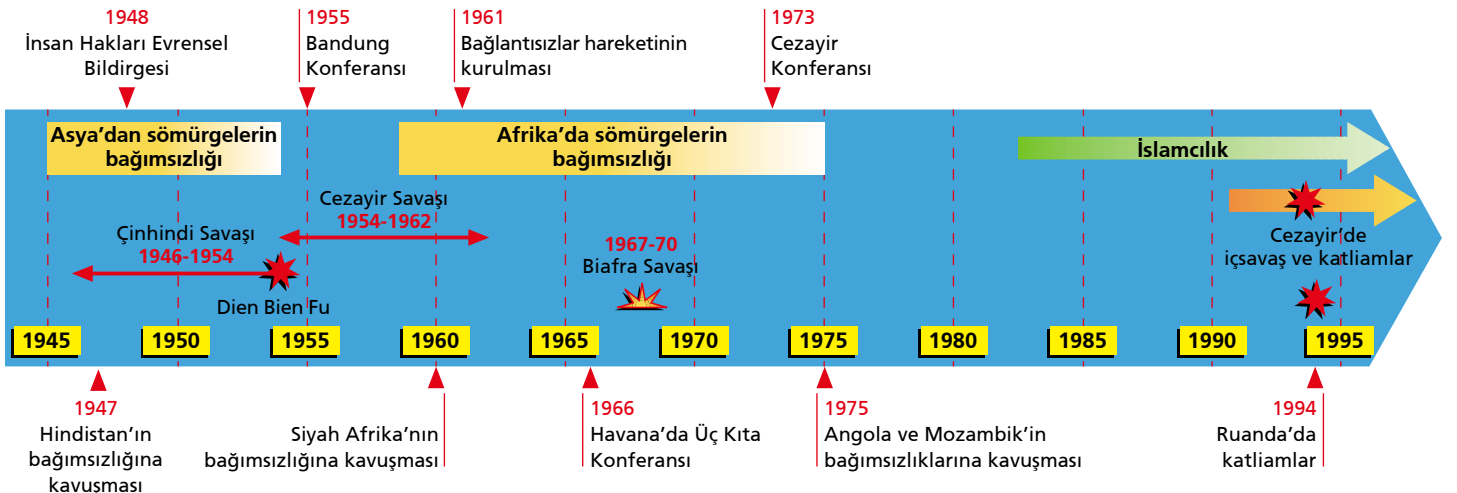 1948
İnsan Hakları Evrensel
Bildirgesi
1955
Bandung
Konferansı
1961
Bağlantısızlar hareketinin
kurulması
1973
Cezayir
Konferansı
Asya’dan sömürgelerin
bağımsızlığı
Afrika’da sömürgelerin
bağımsızlığı
İslamcılık
Cezayir Savaşı
1954-1962
Çinhindi Savaşı
1946-1954
Dien Bien Fu
1967-70
Biafra Savaşı
Cezayir’de
içsavaş ve katliamlar
1945
1950
1955
1960
1965
1970
1975
1980
1985
1990
1995
1947
Hindistan’ın
bağımsızlığına
kavuşması
Siyah Afrika’nın
bağımsızlığına kavuşması
1966
Havana’da Üç Kıta
Konferansı
1975
Angola ve Mozambik’in
bağımsızlıklarına kavuşması
1994
Ruanda’da
katliamlar